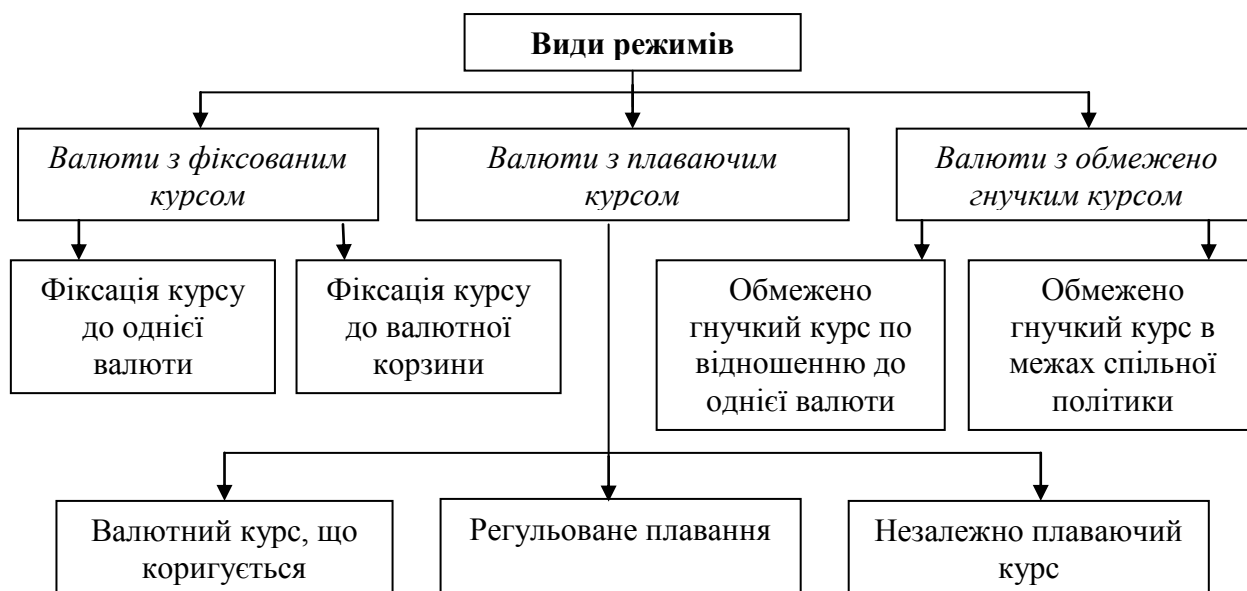 Види режимів
Валюти з фіксованим
курсом
Валюти з плаваючим
курсом
Валюти з обмежено
гнучким курсом
Фіксація курсу
до однієї
валюти
Фіксація курсу
до валютної
корзини
Обмежено
гнучкий курс по
відношенню до
однієї валюти
Обмежено
гнучкий курс в
межах спільної
політики
Валютний курс, що
коригується
Регульоване плавання
Незалежно плаваючий
курс